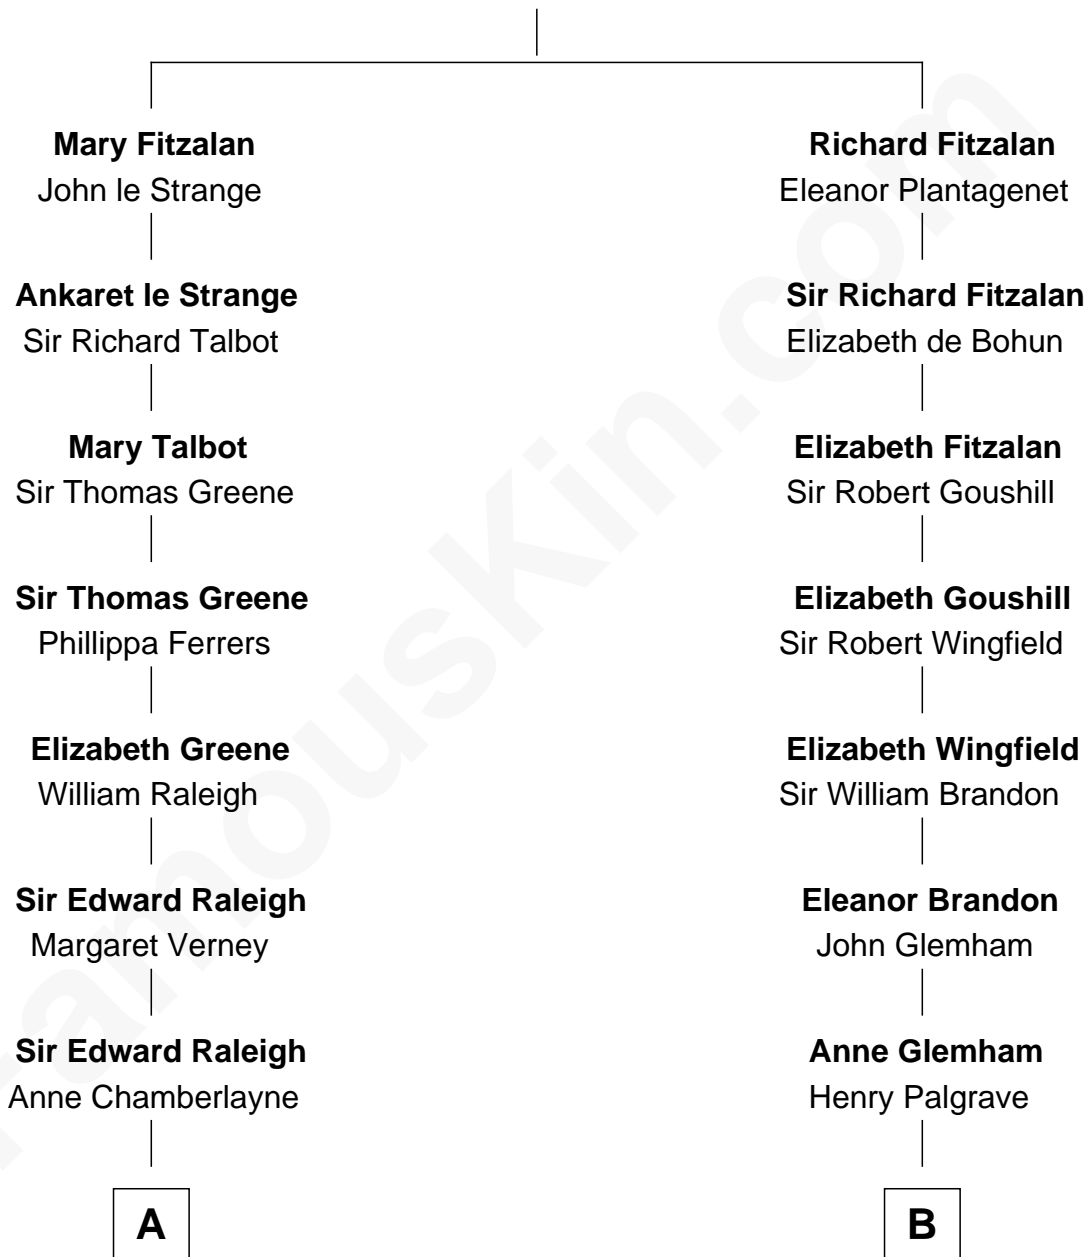 Mary Fitzalan
John le Strange
Ankaret le Strange
Sir Richard Talbot
Mary Talbot
Sir Thomas Greene
Sir Thomas Greene
Phillippa Ferrers
Elizabeth Greene
William Raleigh
Sir Edward Raleigh
Margaret Verney
Sir Edward Raleigh
Anne Chamberlayne
A
Richard Fitzalan
Eleanor Plantagenet
Sir Richard Fitzalan
Elizabeth de Bohun
Elizabeth Fitzalan
Sir Robert Goushill
Elizabeth Goushill
Sir Robert Wingfield
Elizabeth Wingfield
Sir William Brandon
Eleanor Brandon
John Glemham
Anne Glemham
Henry Palgrave
B
FamousKin.com